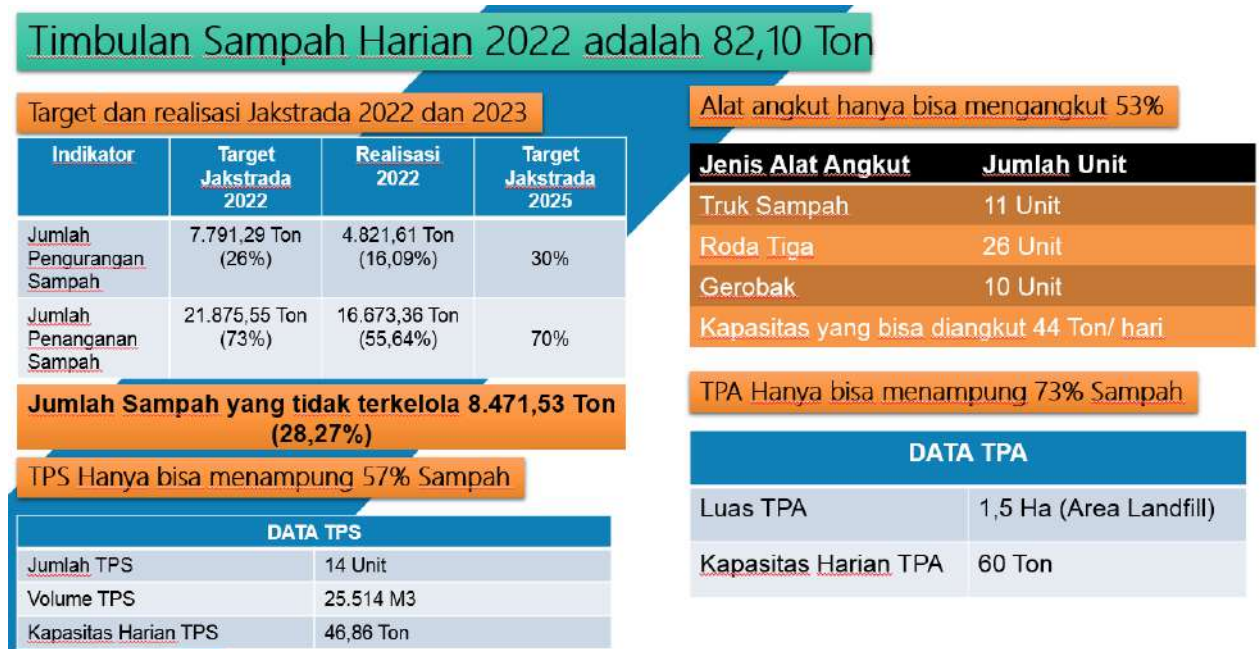 Timbulan Sampah Harian 2022 adalah 82,10 Ton
Target dan realisasi Jakstrada 2022 dan 2023
Indikator
Target
Jakstrada
2022
Realisasi
2022
Target
Jakstrada
2025
Jumlah
Pengurangan
Sampah
7.791,29 Ton
(26%)
4.821,61 Ton
(16,09%)
30%
Jumlah
Penanganan
Sampah
21.875,55 Ton
(73%)
16.673,36 Ton
(55,64%)
70%
Jumlah Sampah yang tidak terkelola 8.471,53 Ton
(28,27%)
TPS Hanya bisa menampung 57% Sampah
DATA TPS
Jumlah TPS 14 Unit
Volume TPS 25.514 M3
Kapasitas Harian TPS 46,86 Ton
Alat angkut hanya bisa mengangkut 53%
Jenis Alat Angkut Jumlah Unit
Truk Sampah 11 Unit
Roda Tiga 26 Unit
Gerobak 10 Unit
Kapasitas yang bisa diangkut 44 Ton/ hari
TPA Hanya bisa menampung 73% Sampah
DATA TPA
Luas TPA 1,5 Ha (Area Landfill)
Kapasitas Harian TPA 60 Ton